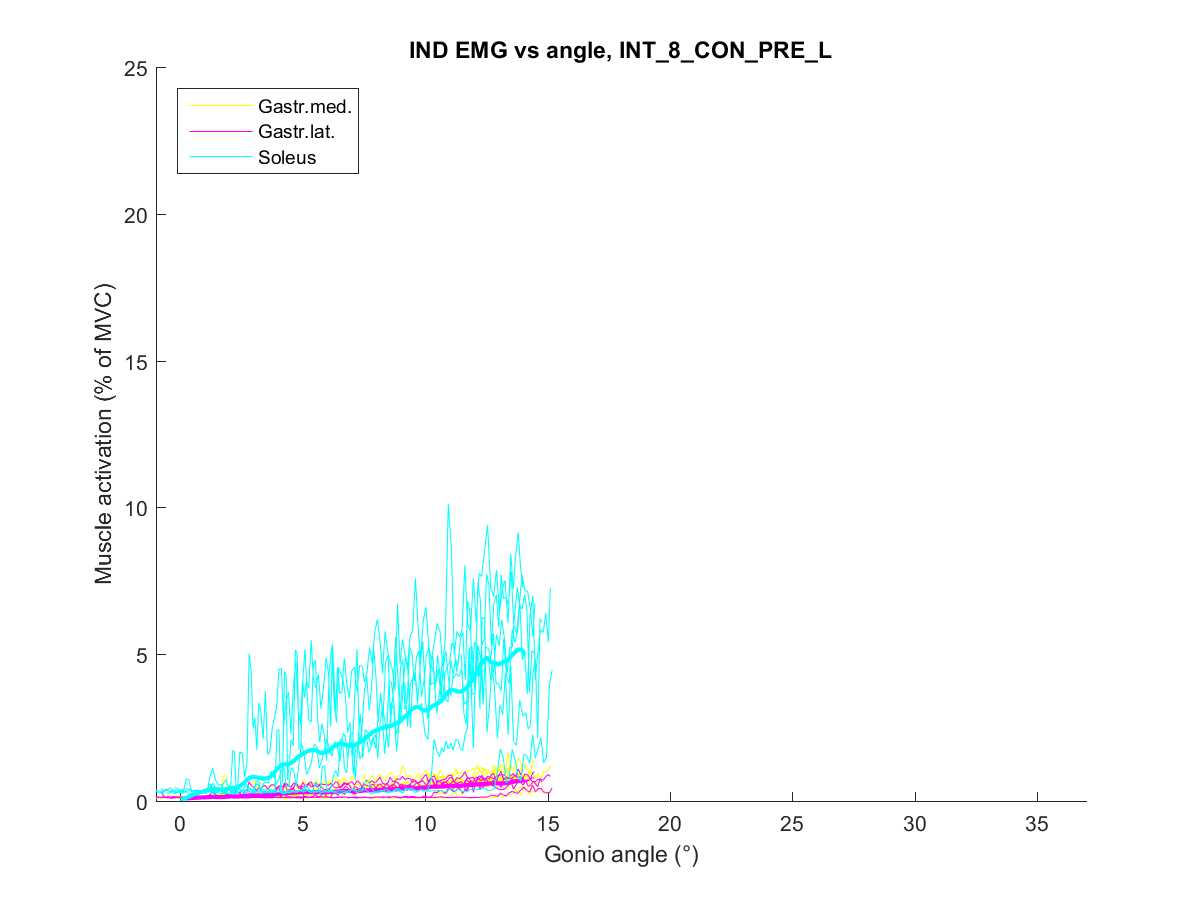 IND EMG vs angle, INT_8_CON_PRE_L
25
Gastr.med.
Gastr.lat.
Soleus
20
15
10
5
0
Muscle activation (% of MVC)
0 5 10 15 20 25 30 35
Gonio angle (°)